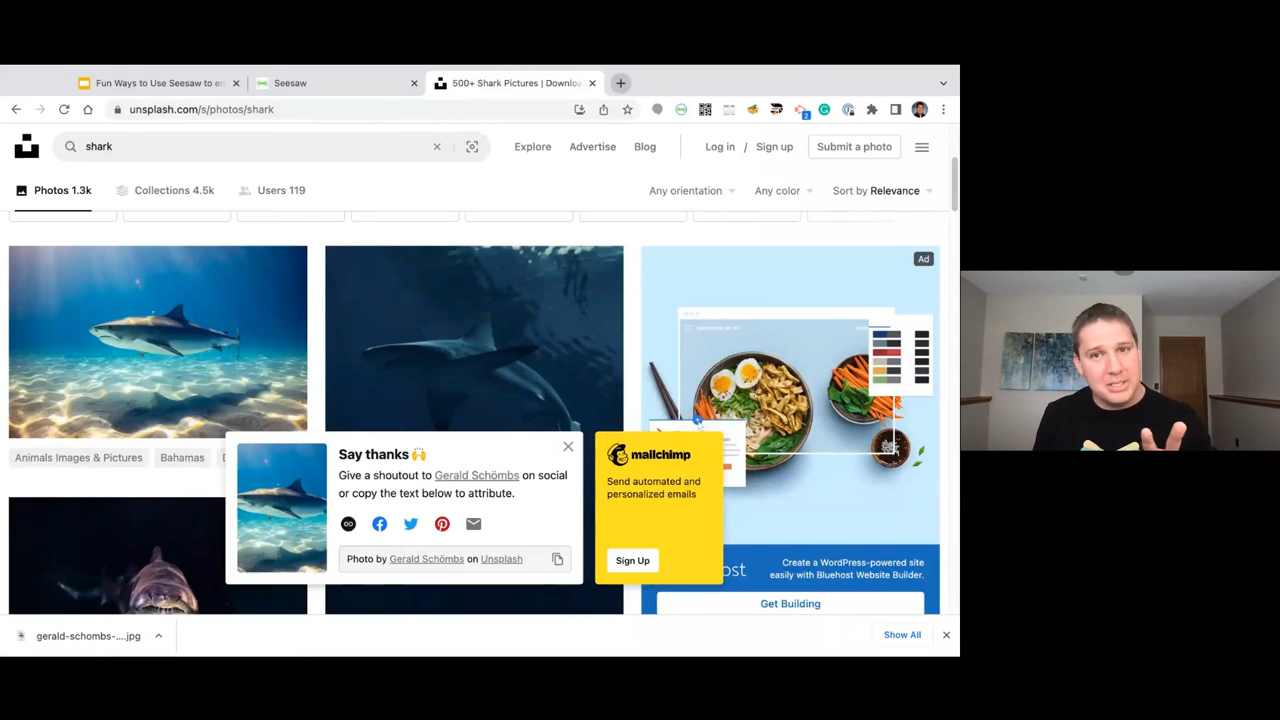 Fun Ways to Use Seesaw to en
Seesaw
500+ Shark Pictures | Downloa
unsplash.com/s/photos/shark
2
shark
Explore
Advertise
Blog
Log in / Sign up
Submit a photo
Photos 1.3k
Collections 4.5k
Users 119
Any orientation
Any color
Sort by Relevance
Ad
Animals Images & Pictures
Bahamas
Say thanks 🙌
Give a shoutout to Gerald Schömbs on social
or copy the text below to attribute.
Photo by Gerald Schömbs on Unsplash
mailchimp
Send automated and
personalized emails
Sign Up
ost
Create a WordPress-powered site
easily with Bluehost Website Builder.
Get Building
gerald-schombs-....jpg
Show All